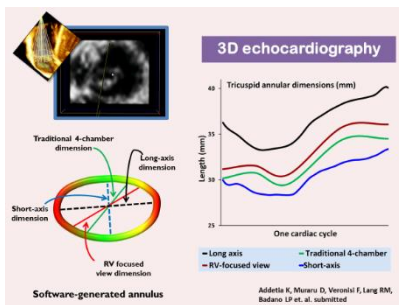 3D echocardiography
Tricuspid annular dimensions (mm)
40
35
30
25
Length (mm)
One cardiac cycle
Long axis
Traditional 4-chamber
RV-focused view
Short-axis
Traditional 4-chamber
dimension
Long-axis
dimension
Short-axis
dimension
RV focused
view dimension
Software-generated annulus
Addetia K, Muraru D, Veronisi F, Lang RM,
Badano LP et. al. submitted